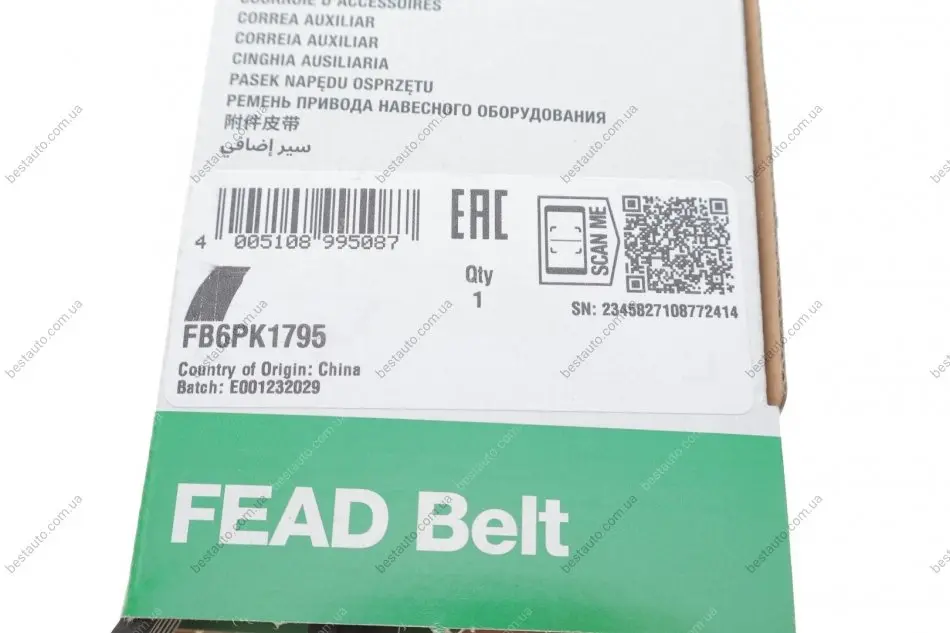 COURROIE D'ACCESSOIRES
CORREA AUXILIAR
CORREIA AUXILIAR
CINGHIA AUSILIARIA
PASEK NAPĘDU OSPRZĘTU
РЕМЕНЬ ПРИВОДА НАВЕСНОГО ОБОРУДОВАНИЯ
附件皮带
سير إضافي
4 005108 995087
EAC
SCAN ME
Qty
1
SN: 2345827108772414
FB6PK1795
Country of Origin: China
Batch: E001232029
FEAD Belt
bestauto.com.ua